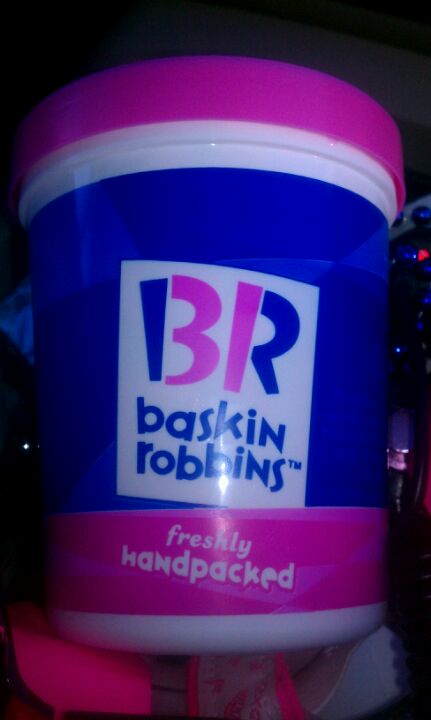 BR
baskin
robbins™
freshly
handpacked